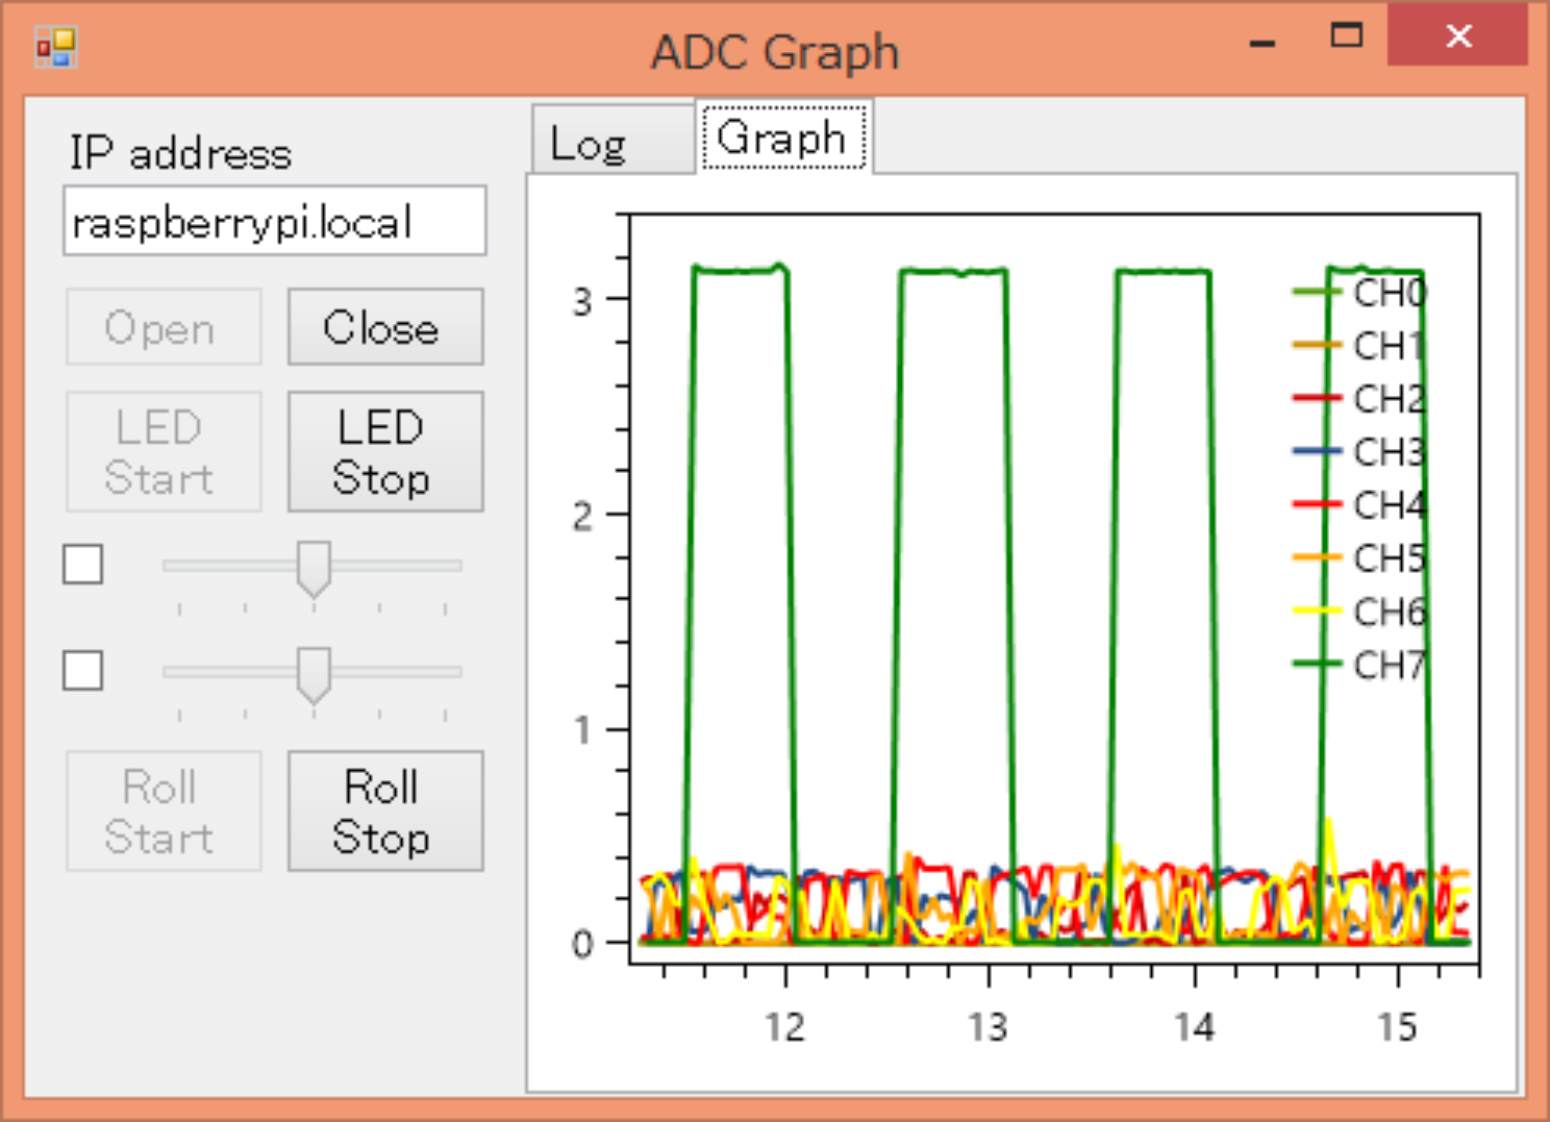 ADC Graph
IP address
raspberrypi.local
Open
Close
LED
Start
LED
Stop
Roll
Start
Roll
Stop
Log
Graph
3
2
1
0
12
13
14
15
CH0
CH1
CH2
CH3
CH4
CH5
CH6
CH7